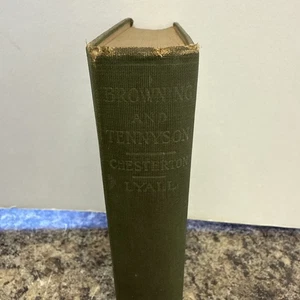 BROWNING
AND
TENNYSON
CHESTERTON
LYALL